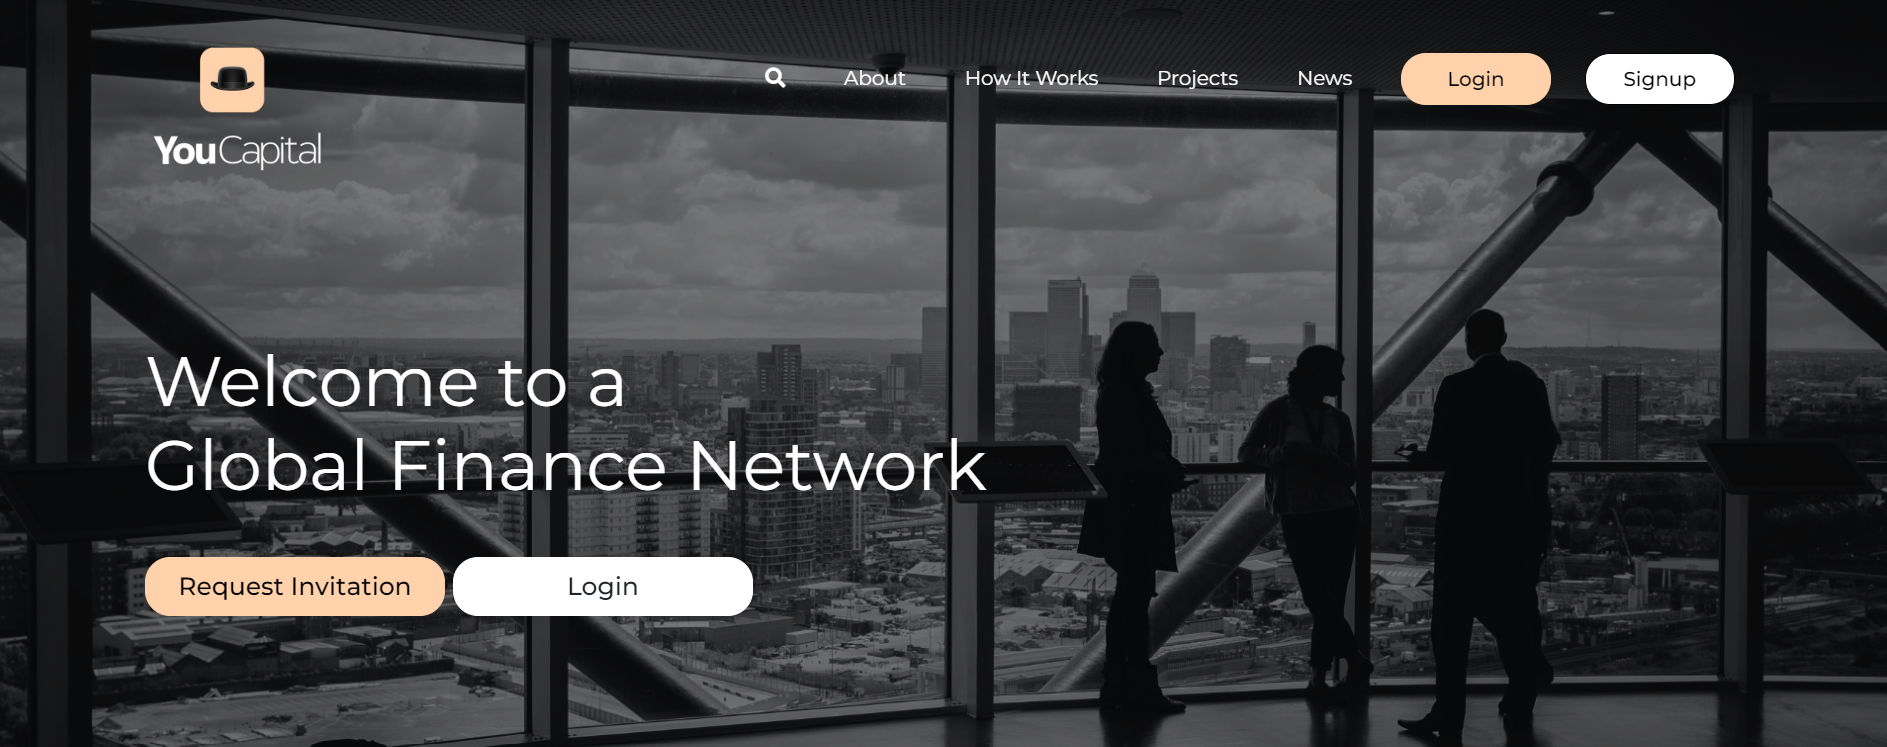 YouCapital
About
How It Works
Projects
News
Login
Signup
Welcome to a
Global Finance Network
Request Invitation
Login